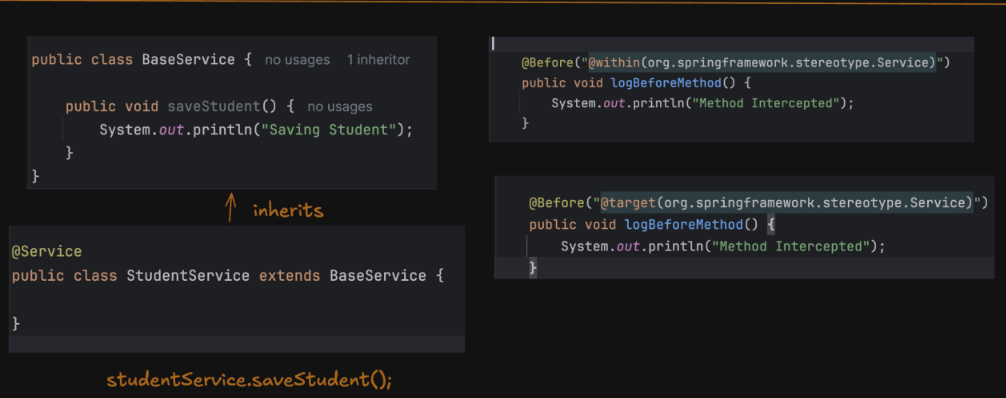 public class BaseService { no usages 1 inheritor
public void saveStudent() { no usages
System.out.println("Saving Student");
}
}
inherits
@Service
public class StudentService extends BaseService {
}
studentService.saveStudent();
@Before("@within(org.springframework.stereotype.Service)")
public void logBeforeMethod() {
System.out.println("Method Intercepted");
}
@Before("@target(org.springframework.stereotype.Service)")
public void logBeforeMethod() {
System.out.println("Method Intercepted");
}